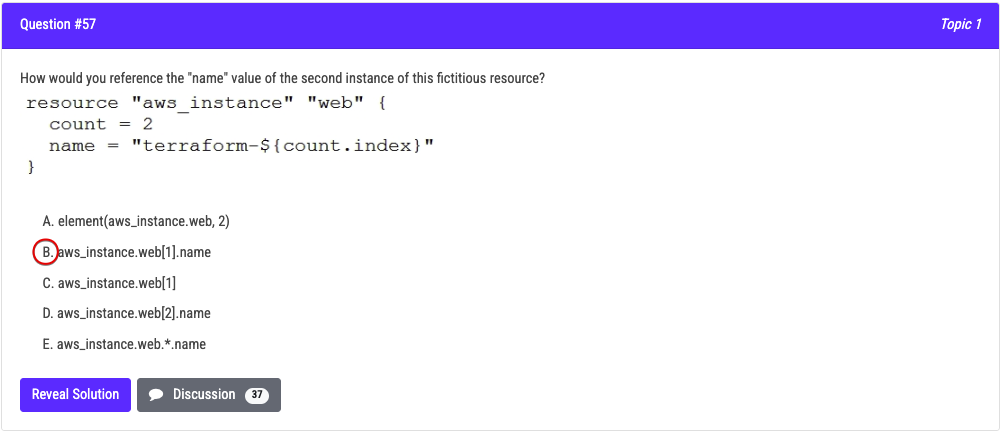 Question #57
Topic 1
How would you reference the "name" value of the second instance of this fictitious resource?
resource "aws_instance" "web" {
  count = 2
  name = "terraform-${count.index}"
}
A. element(aws_instance.web, 2)
B. aws_instance.web[1].name
C. aws_instance.web[1]
D. aws_instance.web[2].name
E. aws_instance.web.*.name
Reveal Solution
Discussion 37